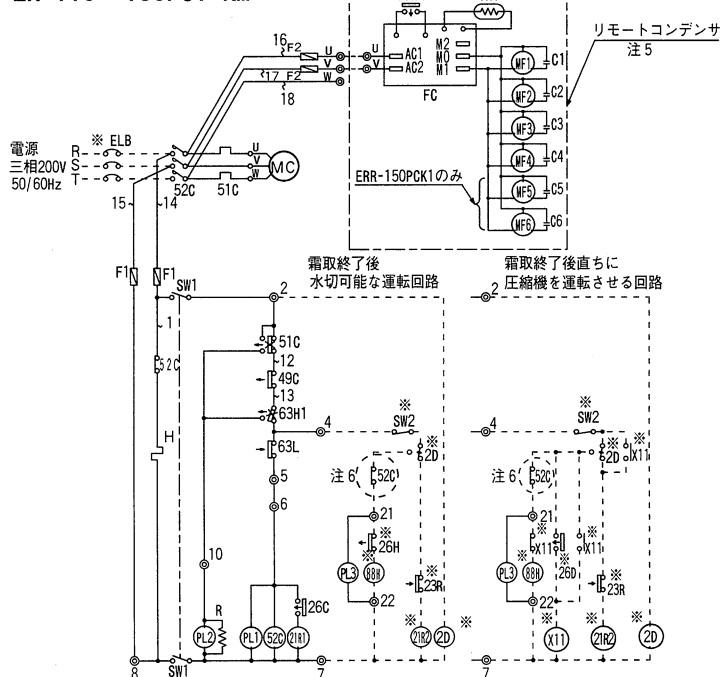 リモートコンデンサ
注5
16 F2 U U AC1 M2
V V AC2 M0
17 F2 W M1
18 FC
MF1 C1
MF2 C2
MF3 C3
MF4 C4
MF5 C5
MF6 C6
ERR-150PCK1のみ
電源
三相200V
50/60Hz
R ※ ELB
S
T
52C 51C
U
V
W
MC
15 14
F1 F1
SW1
1
52C
H
2
51C
12
49C
13
63H1
4
63L
5
6
10
R
26C
PL2 PL1 52C 21R1
8 SW1 7
霜取終了後
水切可能な運転回路
※
SW2
※
2D
注6 52C
21
※
26H
※
PL3 88H
22
※
23R
※
21R2 2D
※
霜取終了後直ちに
圧縮機を運転させる回路
2
4
※
SW2
※
2D
※
X11
注6 52C
21
※
X11
※
26D
※
X11
PL3 ※ 88H
22
※
23R
※
X11
※
21R2
※
2D
7